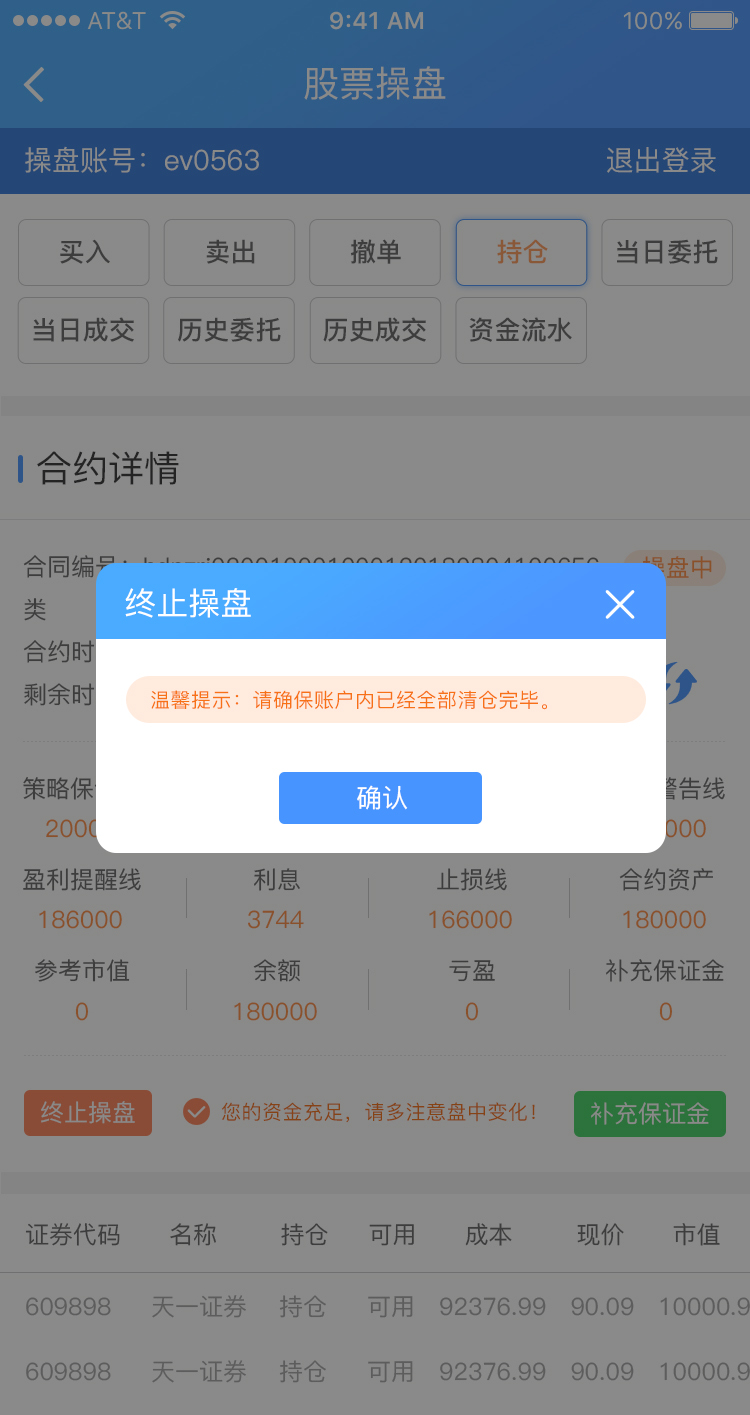 AT&T 9:41 AM 100%
股票操盘
操盘账号：ev0563 退出登录
买入 卖出 撤单 持仓 当日委托
当日成交 历史委托 历史成交 资金流水
合约详情
合同编号： 操盘中
类
合约时
剩余时
终止操盘
温馨提示：请确保账户内已经全部清仓完毕。
确认
策略保 警告线
盈利提醒线 利息 止损线 合约资产
186000 3744 166000 180000
参考市值 余额 亏盈 补充保证金
0 180000 0 0
终止操盘 您的资金充足，请多注意盘中变化！ 补充保证金
证券代码 名称 持仓 可用 成本 现价 市值
609898 天一证券 持仓 可用 92376.99 90.09 10000.9
609898 天一证券 持仓 可用 92376.99 90.09 10000.9